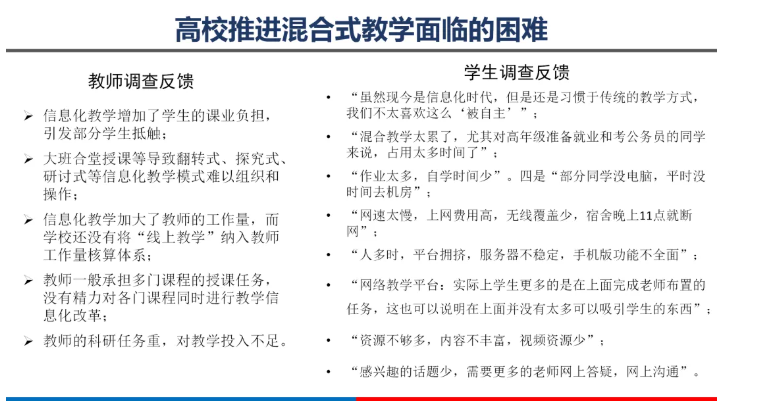 高校推进混合式教学面临的困难
教师调查反馈
➢ 信息化教学增加了学生的课业负担，
引发部分学生抵触；
➢ 大班合堂授课等导致翻转式、探究式、
研讨式等信息化教学模式难以组织和
操作；
➢ 信息化教学加大了教师的工作量，而
学校还没有将“线上教学”纳入教师
工作量核算体系；
➢ 教师一般承担多门课程的授课任务，
没有精力对各门课程同时进行教学信
息化改革；
➢ 教师的科研任务重，对教学投入不足。
学生调查反馈
• “虽然现今是信息化时代，但是还是习惯于传统的教学方式，
我们不太喜欢这么‘被自主’”；
• “混合教学太累了，尤其对高年级准备就业和考公务员的同学
来说，占用太多时间了”；
• “作业太多，自学时间少”。四是“部分同学没电脑，平时没
时间去机房”；
• “网速太慢，上网费用高，无线覆盖少，宿舍晚上11点就断
网”；
• “人多时，平台拥挤，服务器不稳定，手机版功能不全面”；
• “网络教学平台：实际上学生更多的是在上面完成老师布置的
任务，这也可以说明在上面并没有太多可以吸引学生的东西”；
• “资源不够多，内容不丰富，视频资源少”；
• “感兴趣的话题少，需要更多的老师网上答疑，网上沟通”。